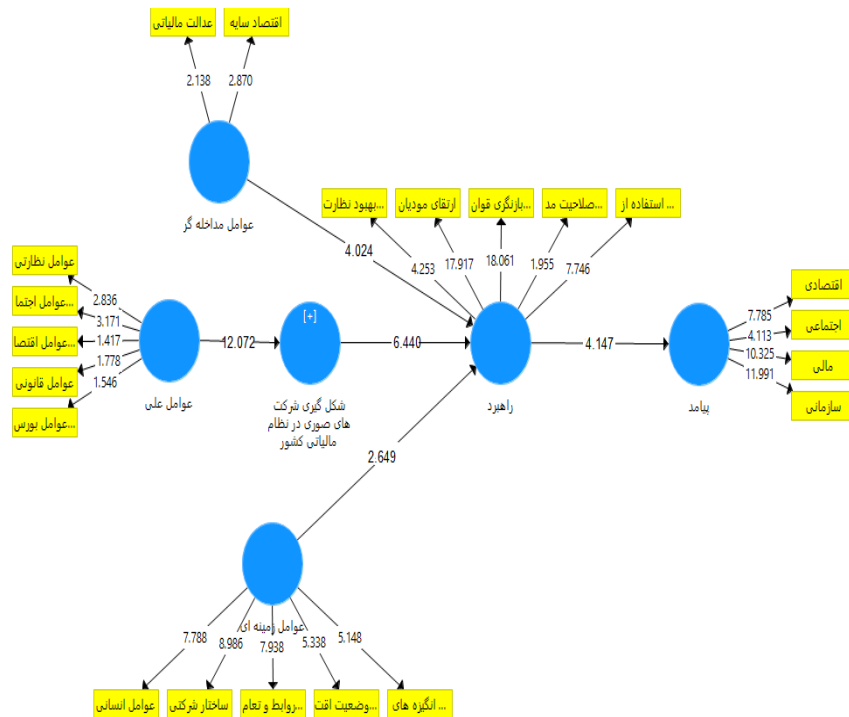 عدالت مالیاتی
اقتصاد سایه
2.138
2.870
عوامل مداخله گر
بهبود نظارت...
ارتقای مودیان
بازنگری قوان...
صلاحیت مد...
استفاده از ...
4.024
4.253
17.917
18.061
1.955
7.746
عوامل نظارتی
عوامل اجتما...
عوامل اقتصا...
عوامل قانونی
عوامل بورس...
2.836
3.171
1.417
1.778
1.546
عوامل علی
12.072
[+]
شکل گیری شرکت
های صوری در نظام
مالیاتی کشور
6.440
راهبرد
4.147
پیامد
7.785
4.113
10.325
11.991
اقتصادی
اجتماعی
مالی
سازمانی
2.649
عوامل زمینه ای
7.788
8.986
7.938
5.338
5.148
عوامل انسانی
ساختار شرکتی
روابط و تعام...
وضعیت اقت...
انگیزه های ...